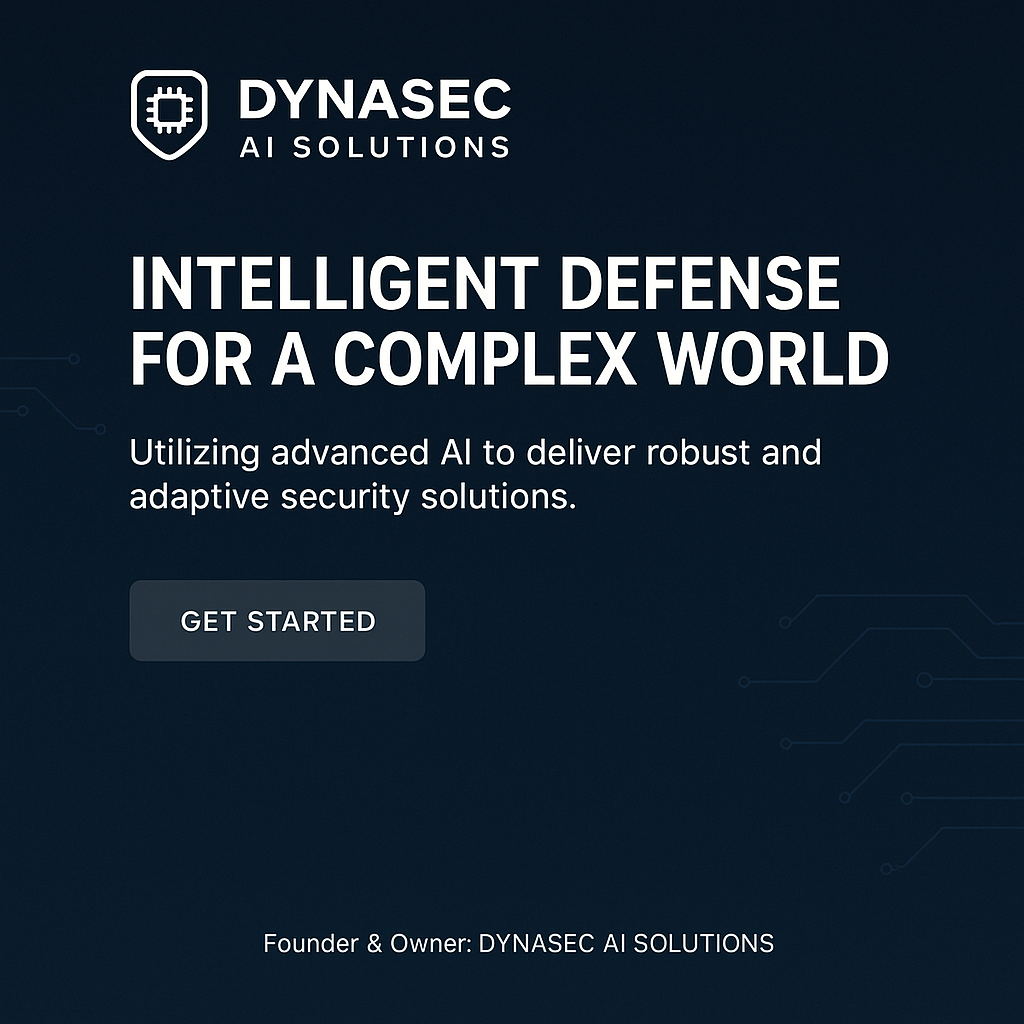 DYNASEC
AI SOLUTIONS
INTELLIGENT DEFENSE
FOR A COMPLEX WORLD
Utilizing advanced AI to deliver robust and
adaptive security solutions.
GET STARTED
Founder & Owner: DYNASEC AI SOLUTIONS